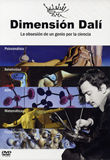 Dimensión Dalí
La obsesión de un genio por la ciencia
Psicoanálisis
Relatividad
Matemáticas
DVD